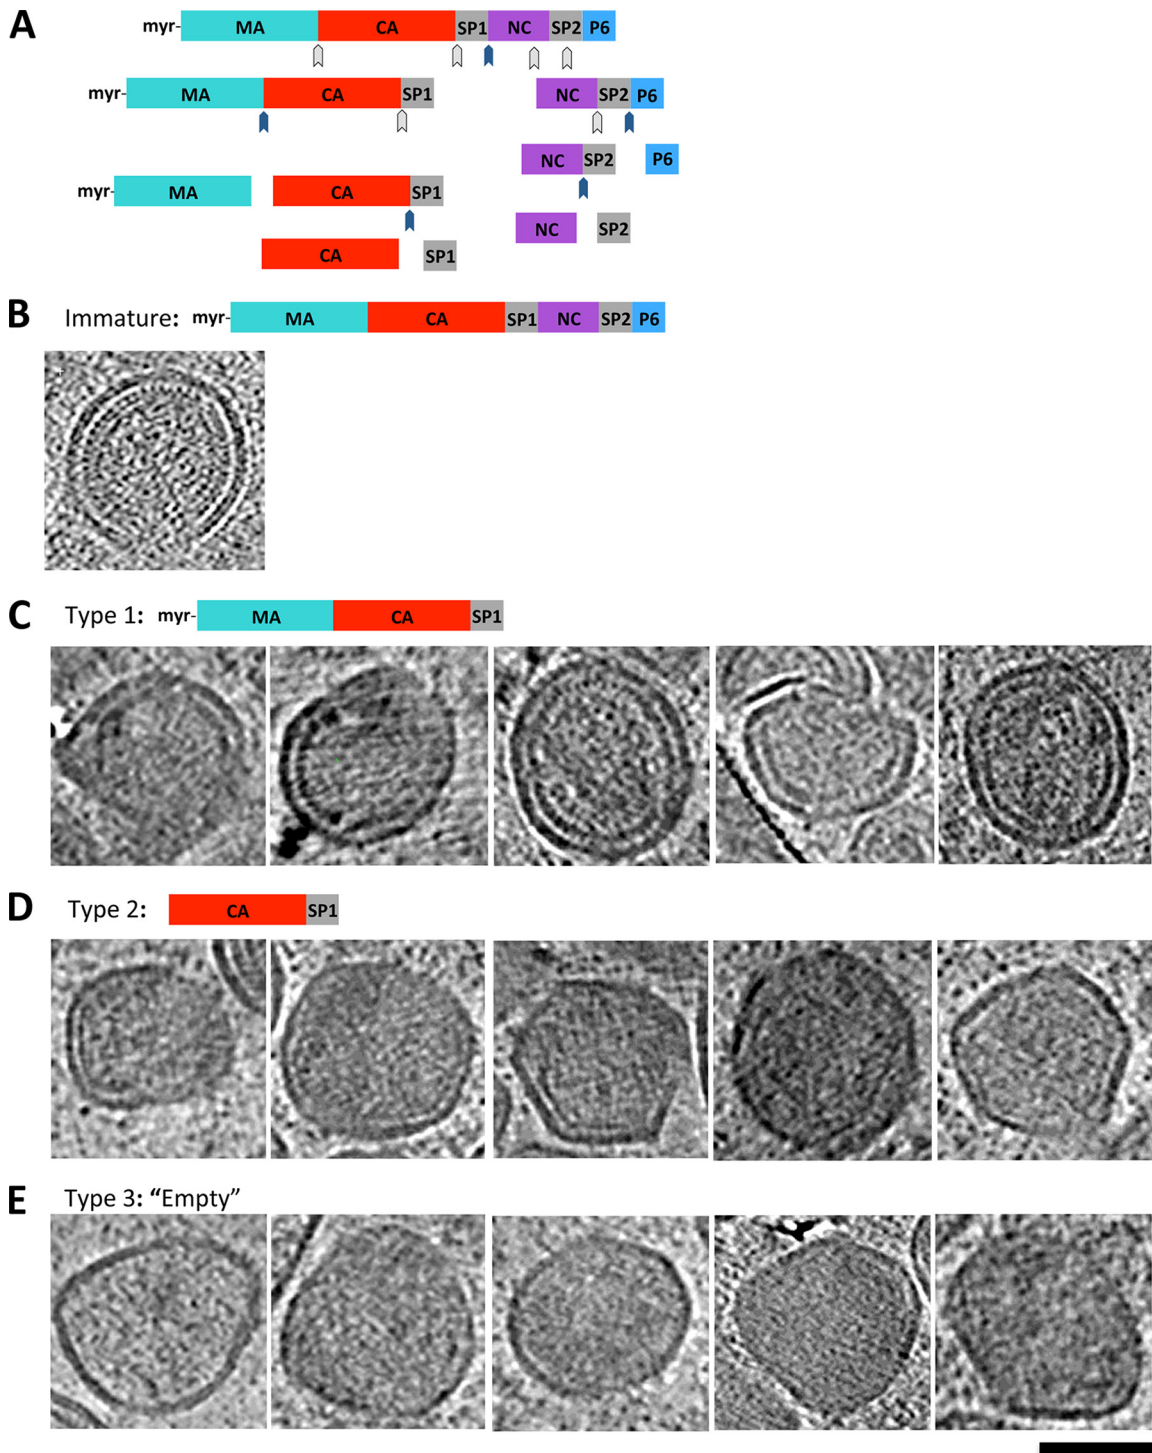 A
myr- MA CA SP1 NC SP2 P6
myr- MA CA SP1 NC SP2 P6
NC SP2 P6
myr- MA CA SP1
NC SP2
CA SP1
B Immature: myr- MA CA SP1 NC SP2 P6
C Type 1: myr- MA CA SP1
D Type 2: CA SP1
E Type 3: “Empty”